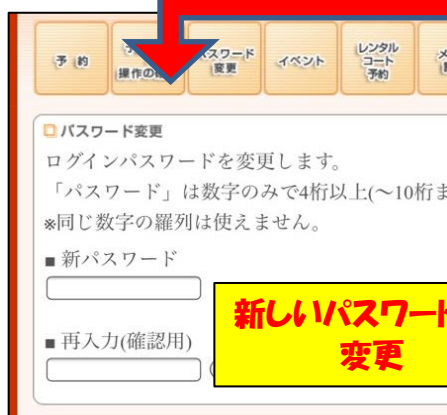 予 約
操作の
パスワード
変更
イベント
レンタル
コート
予約
パスワード変更
ログインパスワードを変更します。
「パスワード」は数字のみで4桁以上(～10桁ま
※同じ数字の羅列は使えません。
■新パスワード
■再入力(確認用)
新しいパスワード
変更